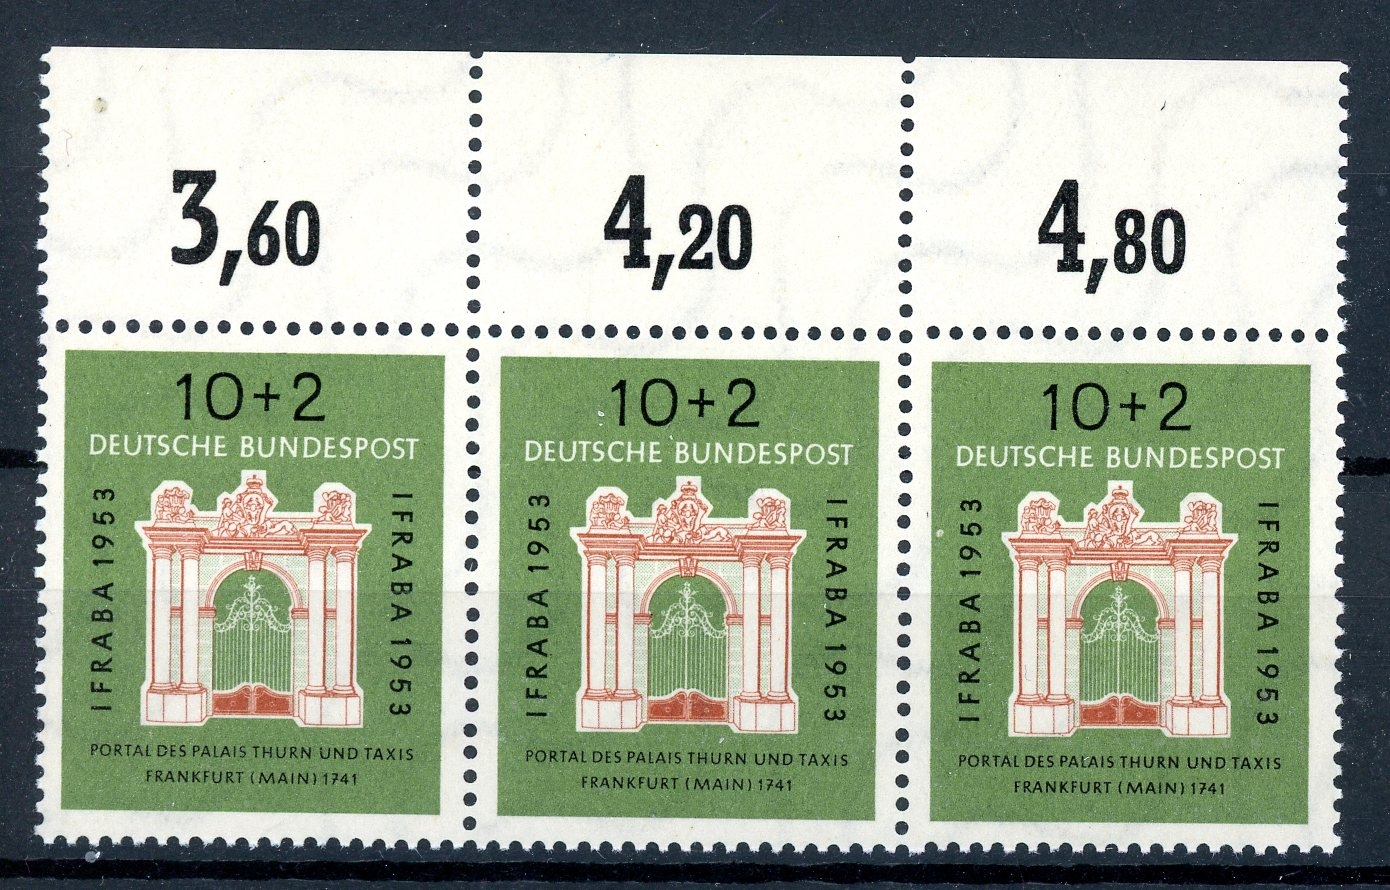 3,60
4,20
4,80
10+2
DEUTSCHE BUNDESPOST
IFRABA 1953
IFRABA 1953
PORTAL DES PALAIS THURN UND TAXIS
FRANKFURT (MAIN) 1741
10+2
DEUTSCHE BUNDESPOST
IFRABA 1953
IFRABA 1953
PORTAL DES PALAIS THURN UND TAXIS
FRANKFURT (MAIN) 1741
10+2
DEUTSCHE BUNDESPOST
IFRABA 1953
IFRABA 1953
PORTAL DES PALAIS THURN UND TAXIS
FRANKFURT (MAIN) 1741